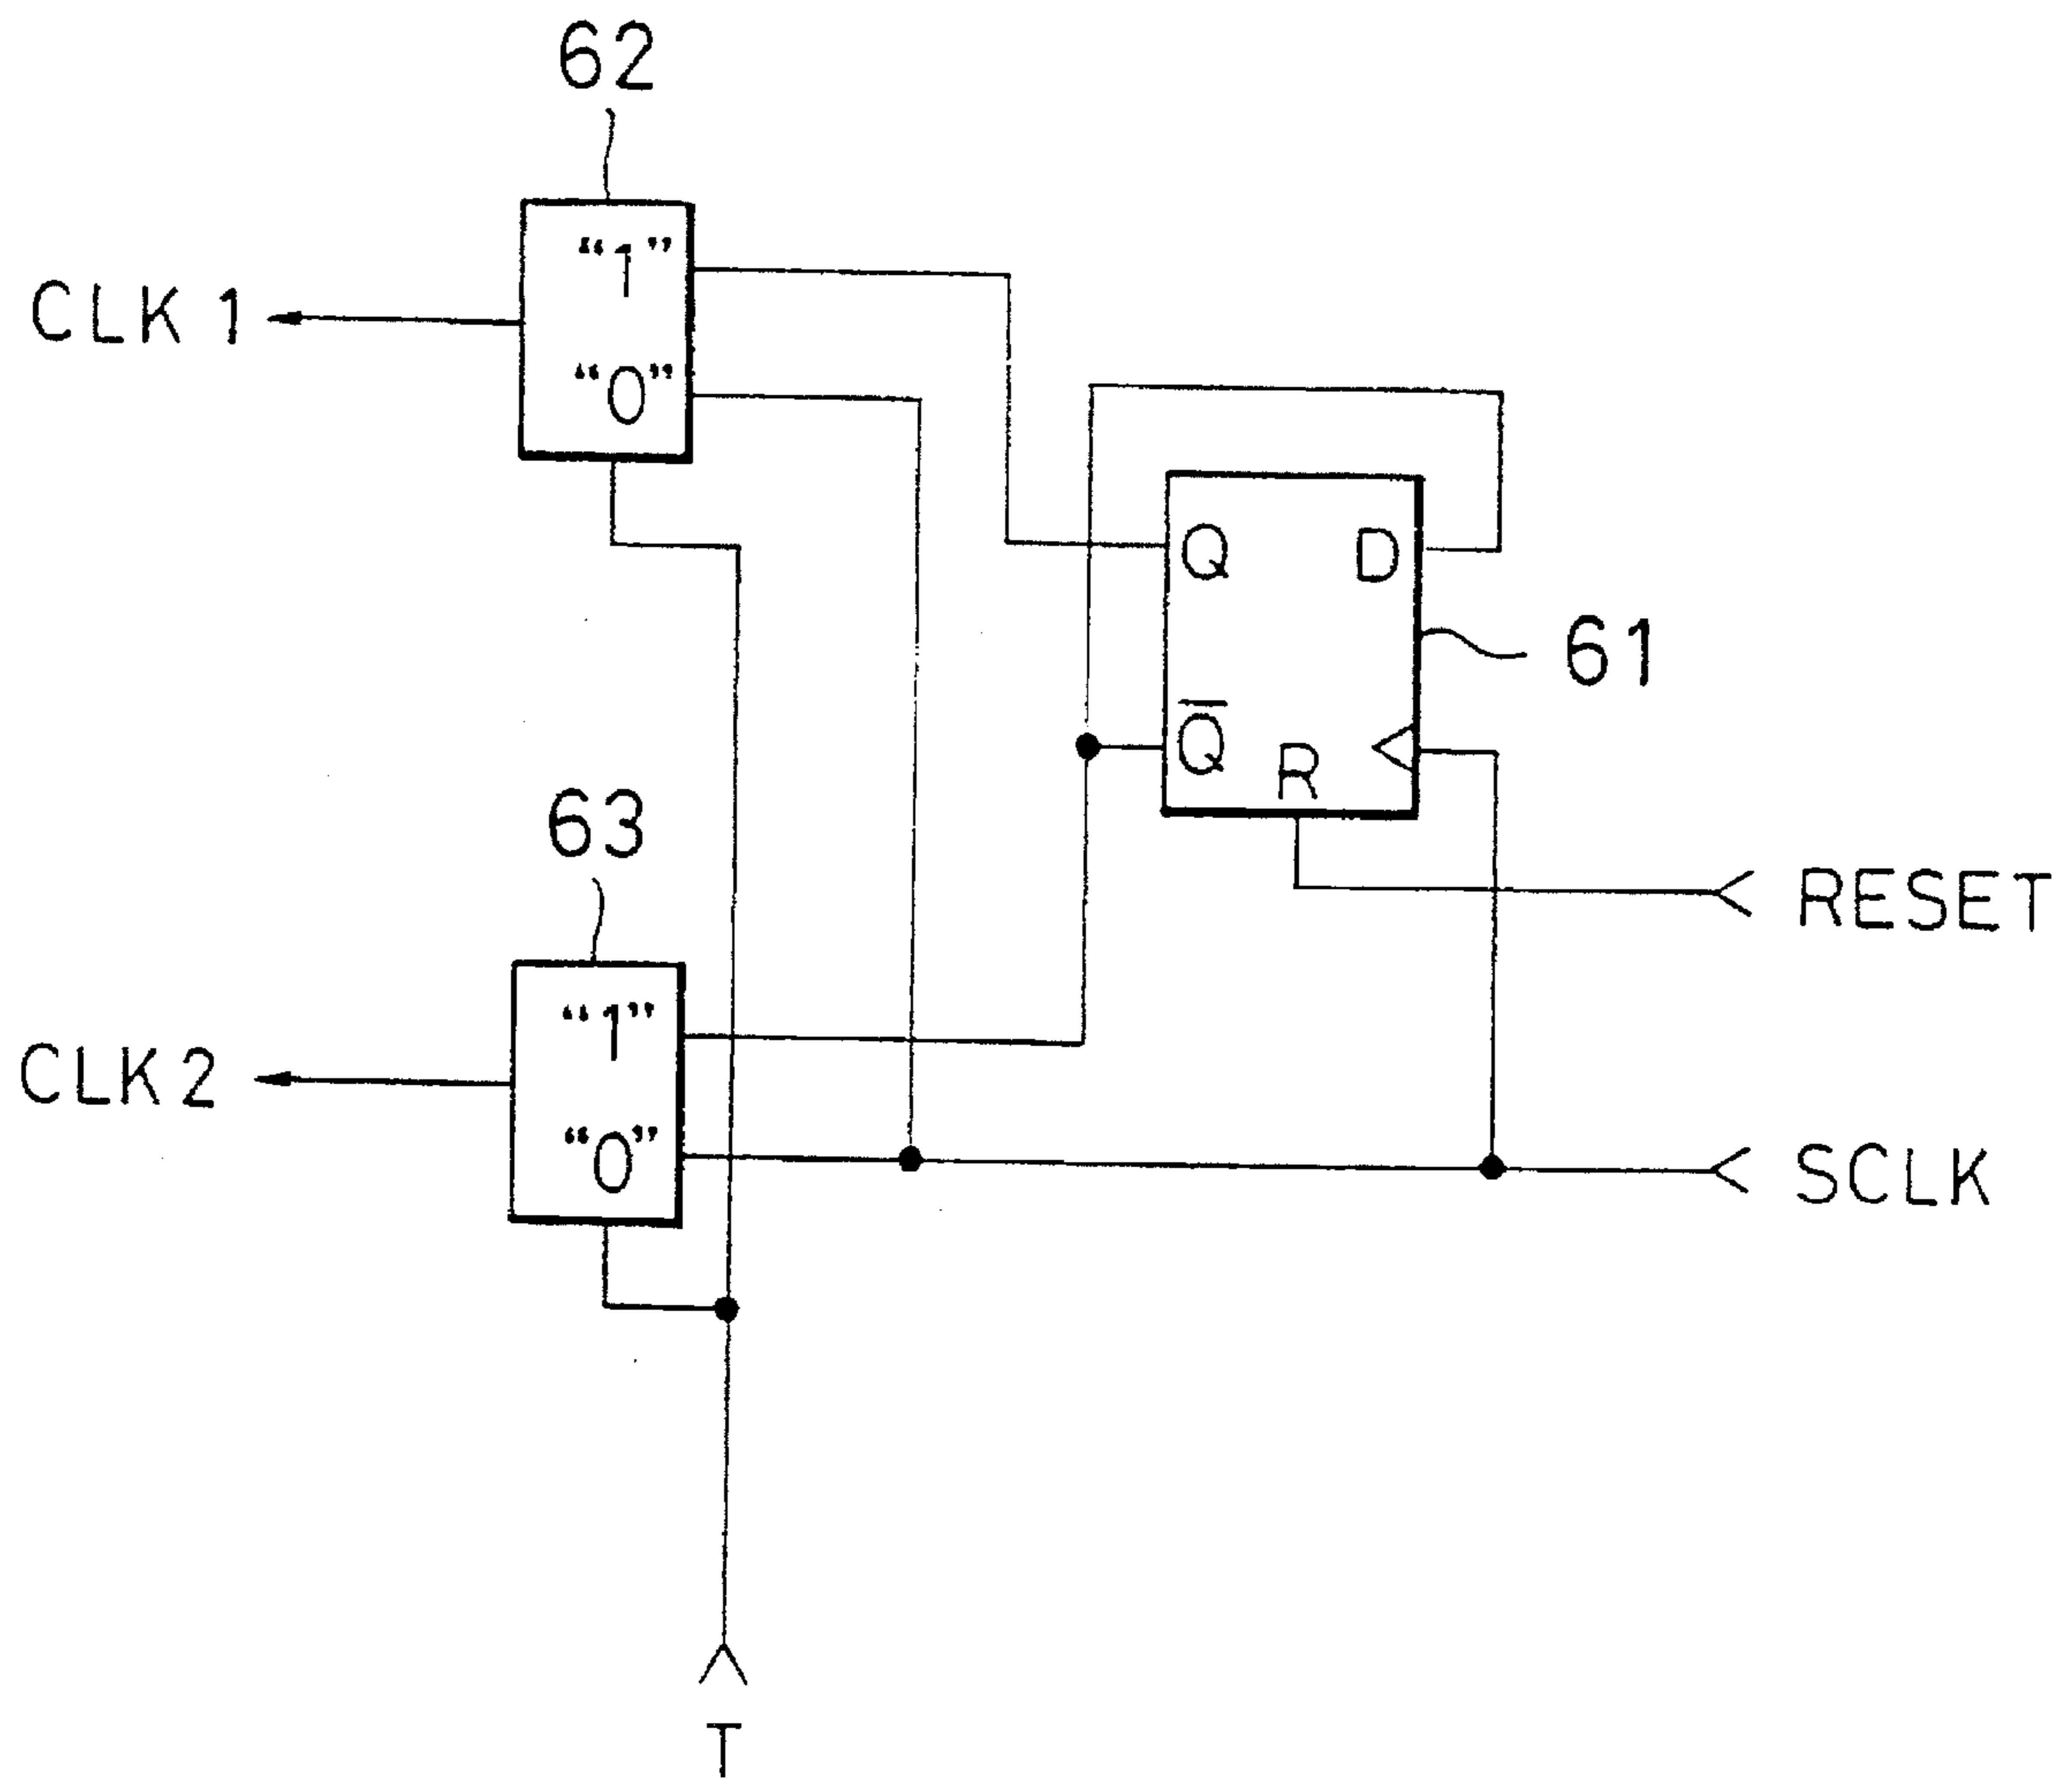 62
“1”
CLK 1
“0”
Q D
61
Q̅ R
63
RESET
“1”
CLK 2
“0”
SCLK
T